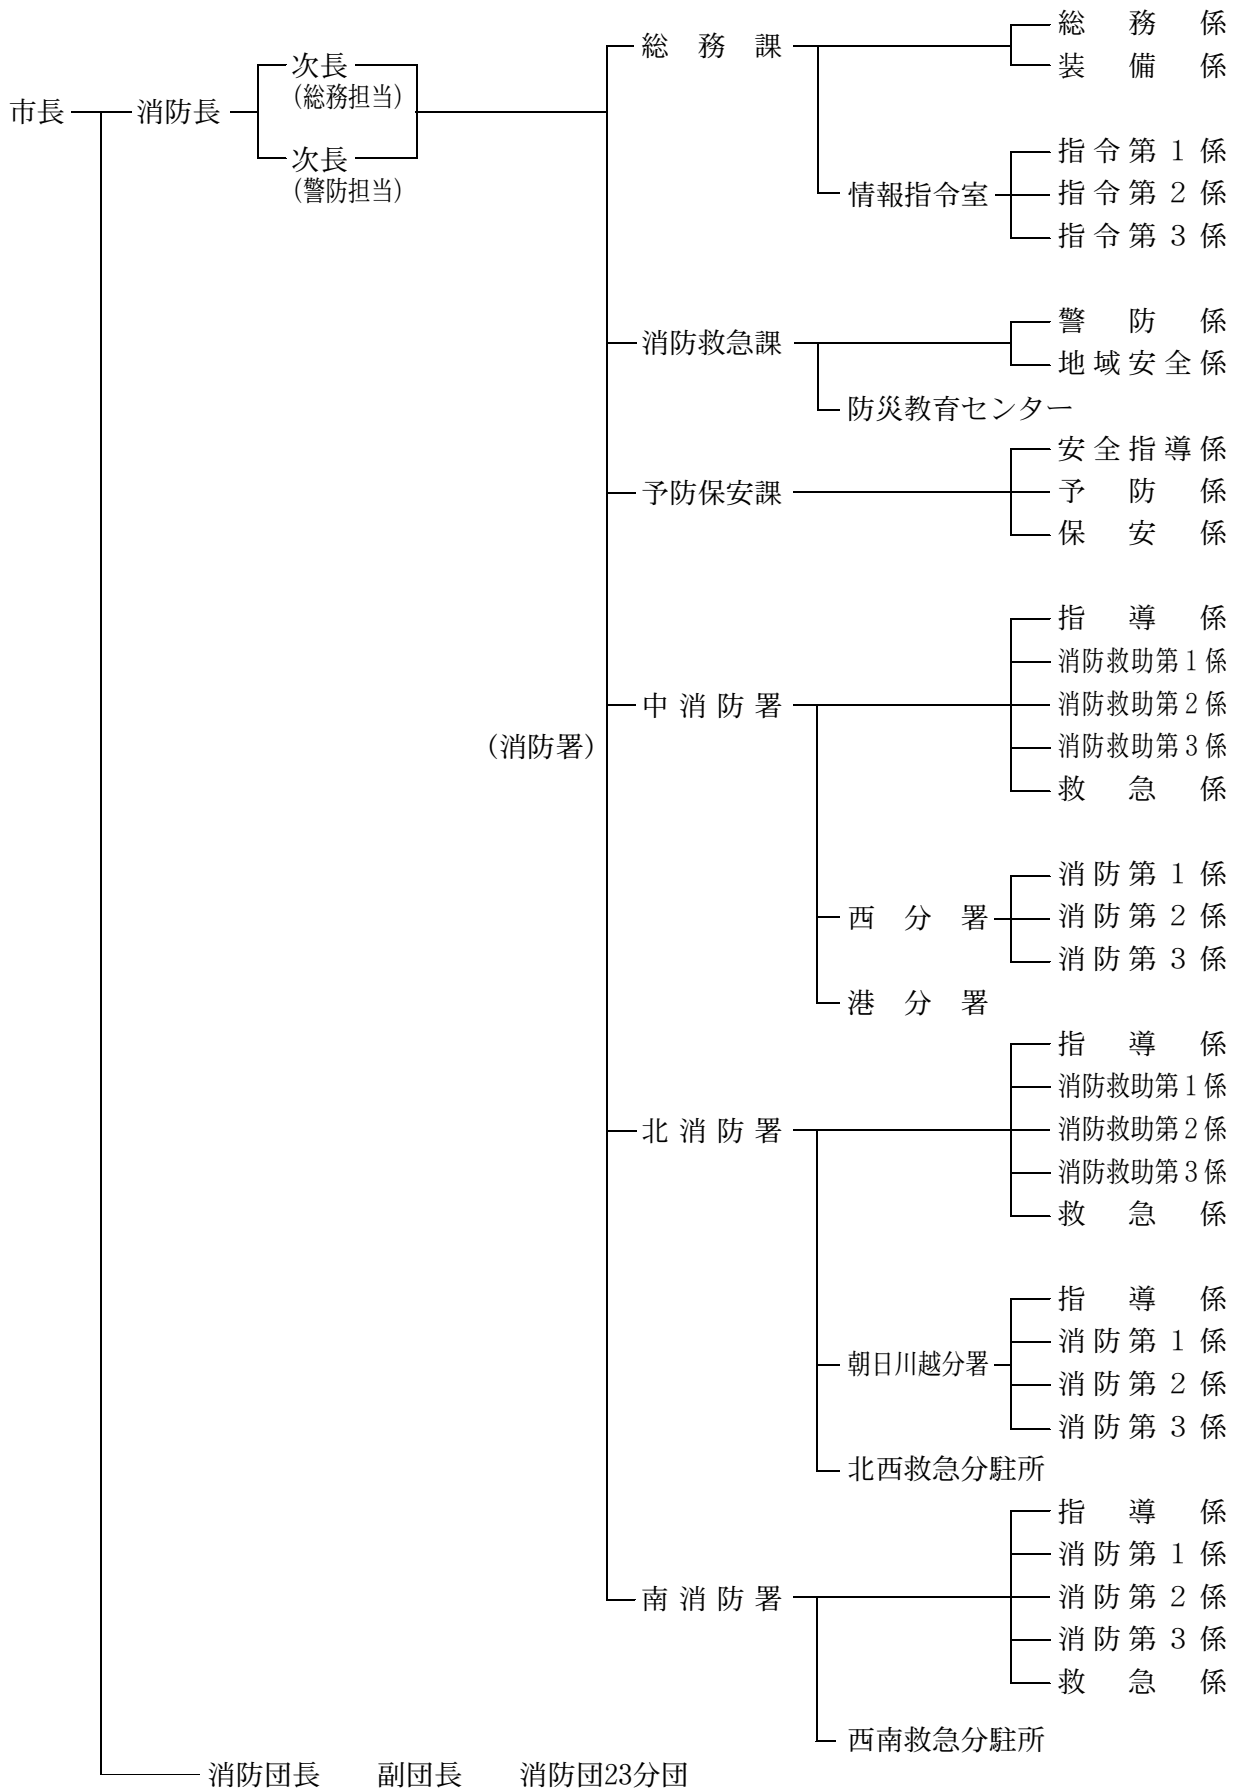 市長
消防長
次長
(総務担当)
次長
(警防担当)
総務課
総務係
装備係
情報指令室
指令第1係
指令第2係
指令第3係
消防救急課
警防係
地域安全係
防災教育センター
予防保安課
安全指導係
予防係
保安係
(消防署)
中消防署
指導係
消防救助第1係
消防救助第2係
消防救助第3係
救急係
西分署
消防第1係
消防第2係
消防第3係
港分署
北消防署
指導係
消防救助第1係
消防救助第2係
消防救助第3係
救急係
朝日川越分署
指導係
消防第1係
消防第2係
消防第3係
北西救急分駐所
南消防署
指導係
消防第1係
消防第2係
消防第3係
救急係
西南救急分駐所
消防団長 副団長 消防団23分団